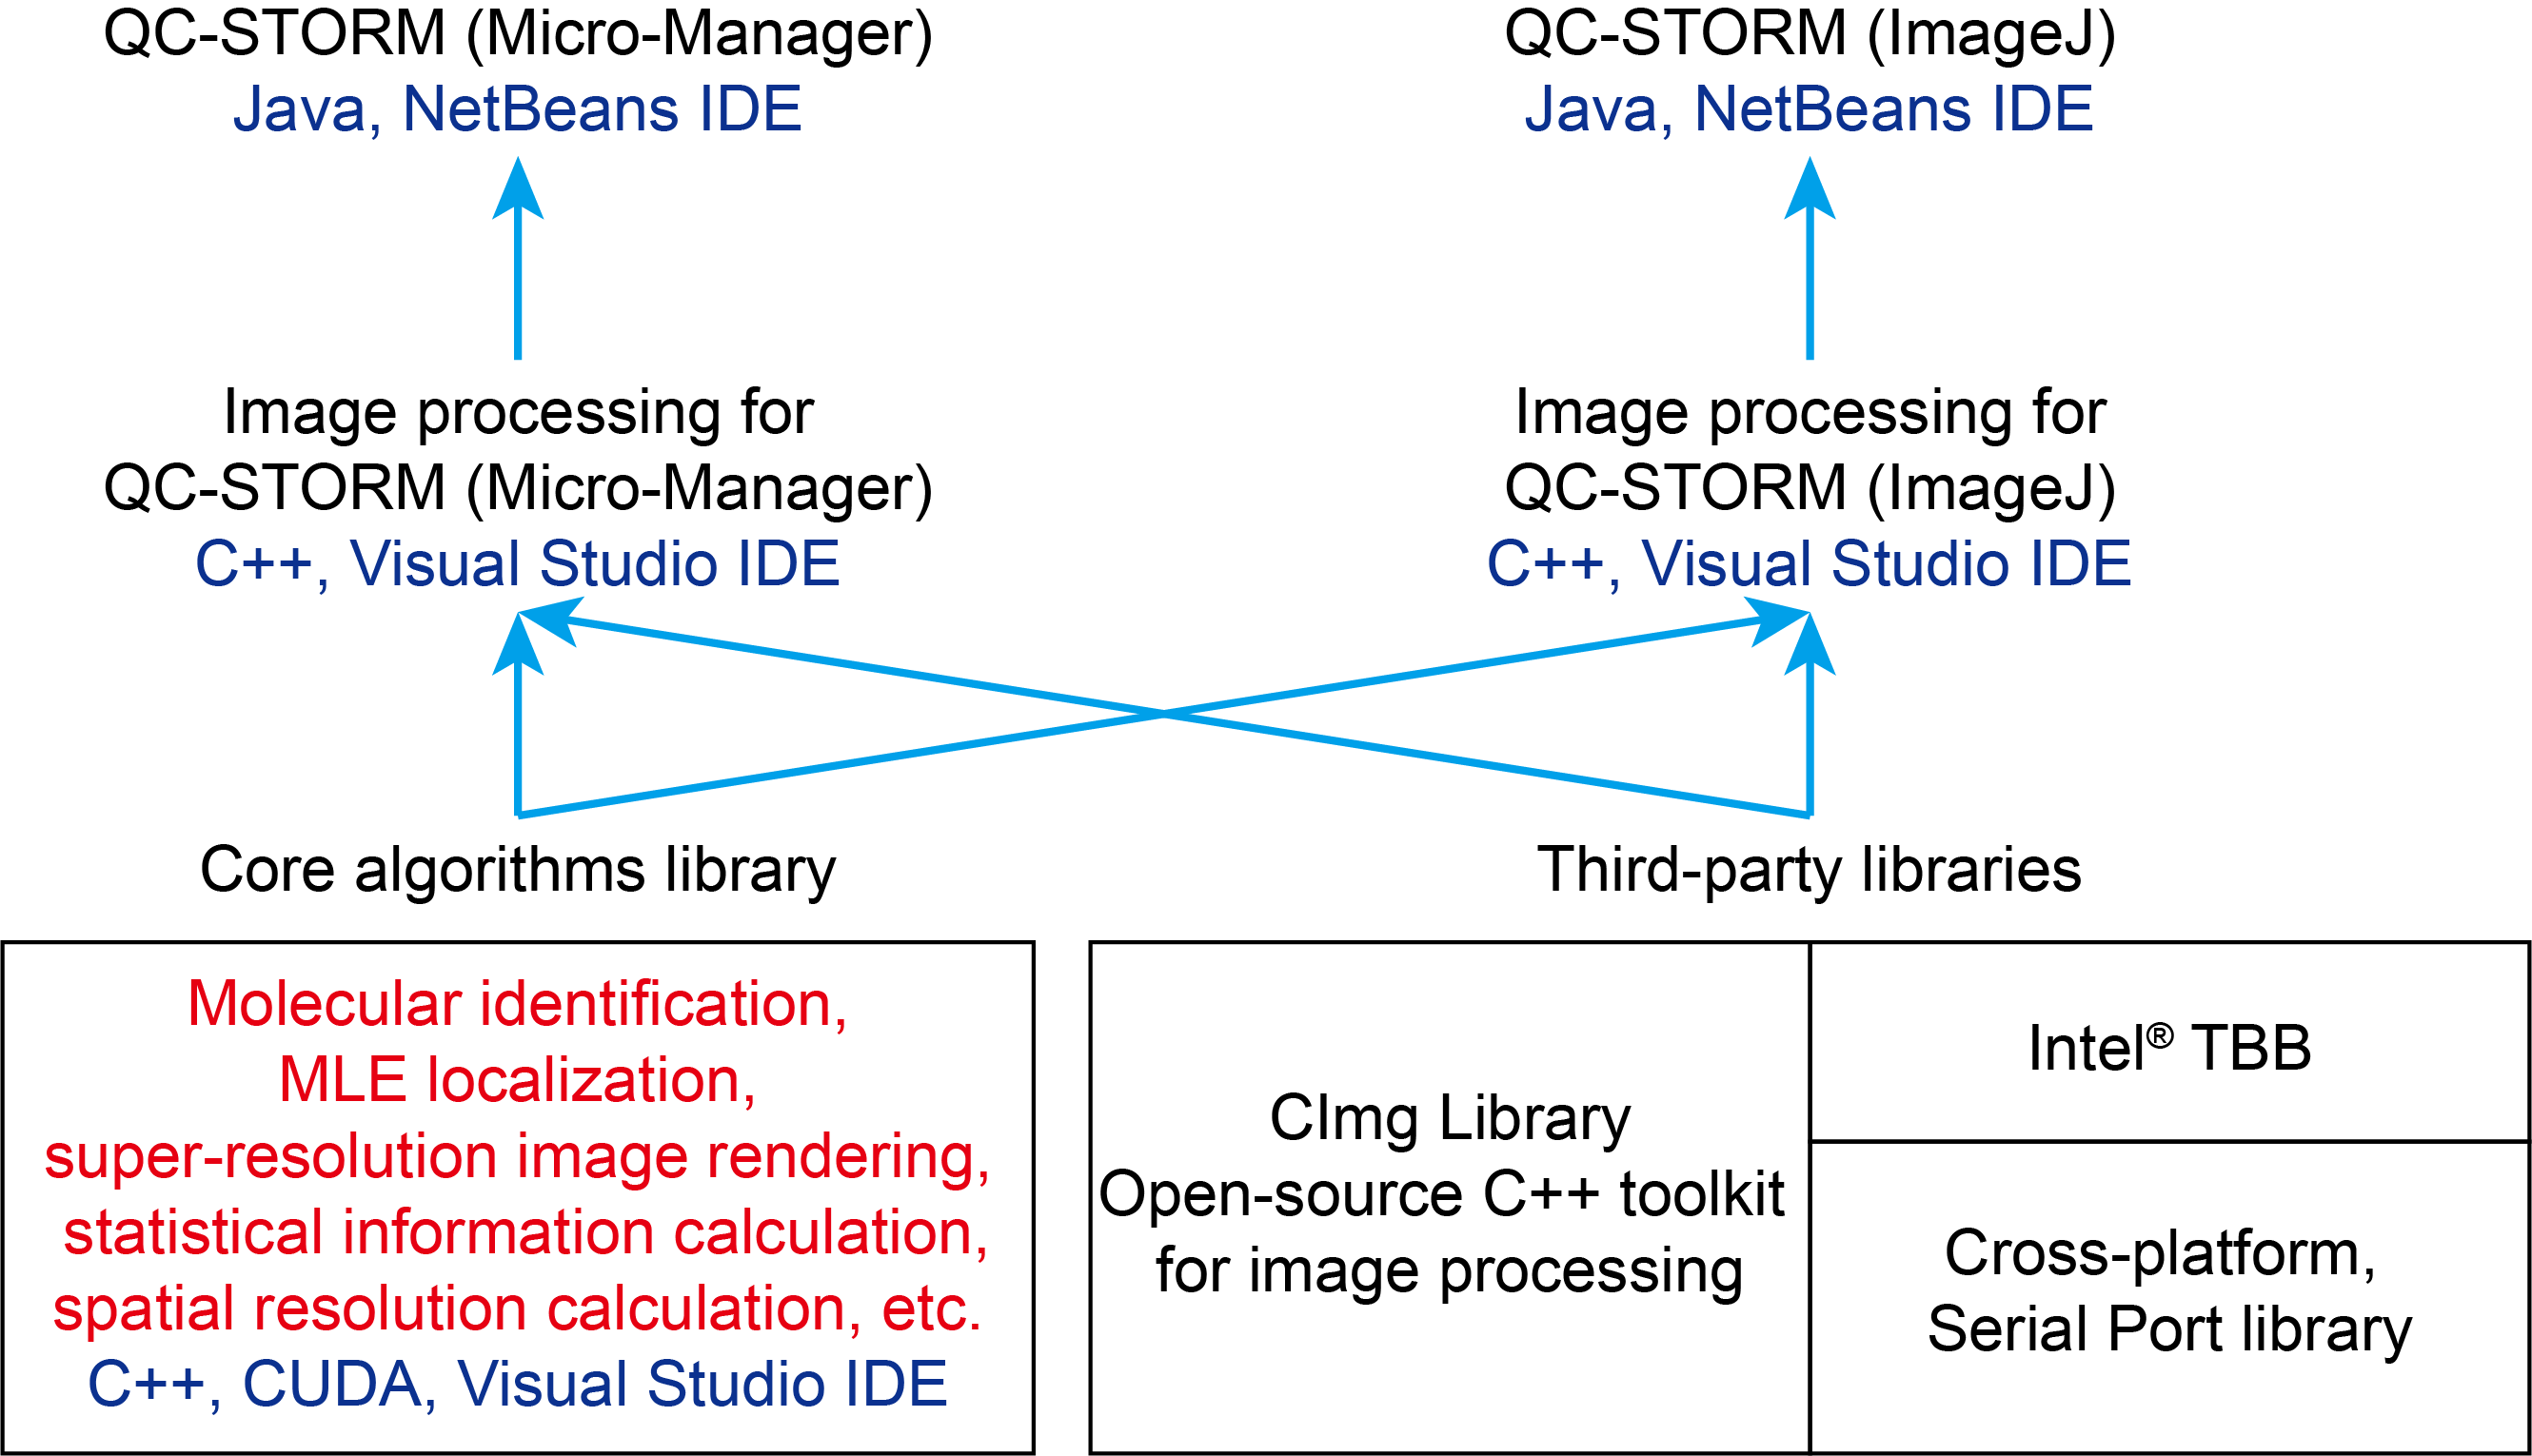 QC-STORM (Micro-Manager)
Java, NetBeans IDE
QC-STORM (ImageJ)
Java, NetBeans IDE
Image processing for
QC-STORM (Micro-Manager)
C++, Visual Studio IDE
Image processing for
QC-STORM (ImageJ)
C++, Visual Studio IDE
Core algorithms library
Third-party libraries
Molecular identification,
MLE localization,
super-resolution image rendering,
statistical information calculation,
spatial resolution calculation, etc.
C++, CUDA, Visual Studio IDE
CImg Library
Open-source C++ toolkit
for image processing
Intel® TBB
Cross-platform,
Serial Port library